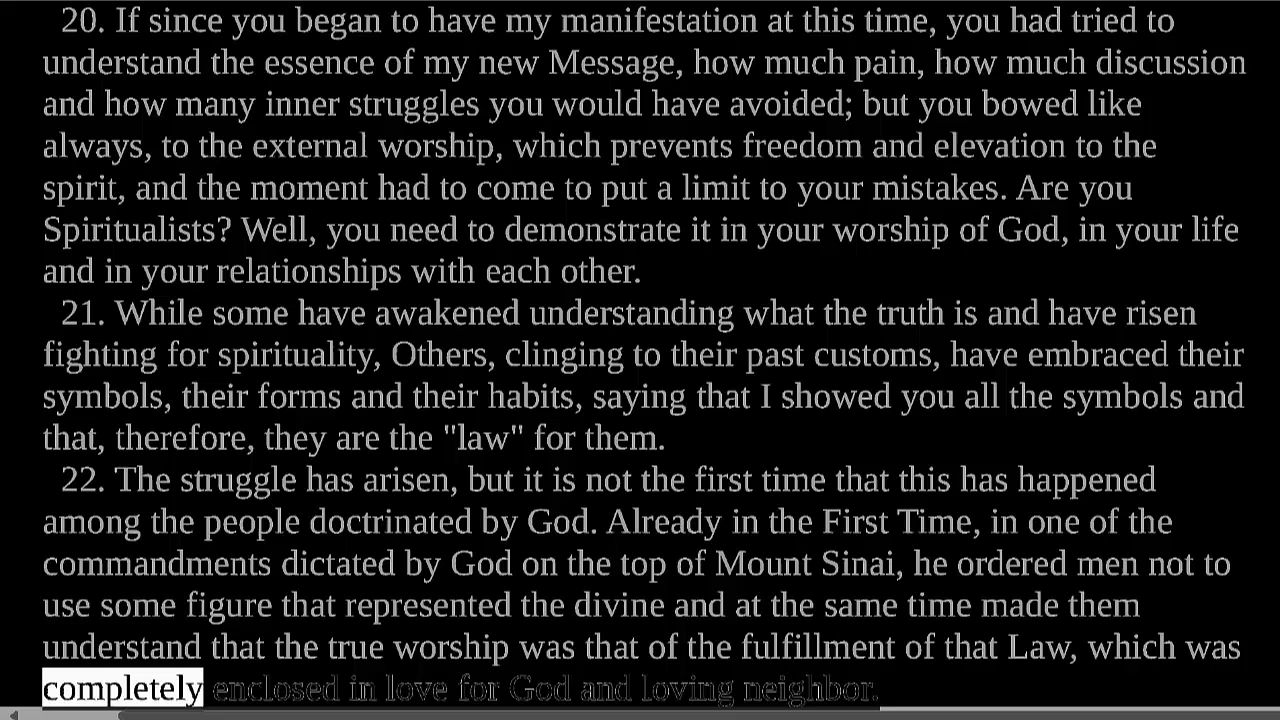 20. If since you began to have my manifestation at this time, you had tried to
understand the essence of my new Message, how much pain, how much discussion
and how many inner struggles you would have avoided; but you bowed like
always, to the external worship, which prevents freedom and elevation to the
spirit, and the moment had to come to put a limit to your mistakes. Are you
Spiritualists? Well, you need to demonstrate it in your worship of God, in your life
and in your relationships with each other.
21. While some have awakened understanding what the truth is and have risen
fighting for spirituality, Others, clinging to their past customs, have embraced their
symbols, their forms and their habits, saying that I showed you all the symbols and
that, therefore, they are the "law" for them.
22. The struggle has arisen, but it is not the first time that this has happened
among the people doctrinated by God. Already in the First Time, in one of the
commandments dictated by God on the top of Mount Sinai, he ordered men not to
use some figure that represented the divine and at the same time made them
understand that the true worship was that of the fulfillment of that Law, which was
completely enclosed in love for God and loving neighbor.